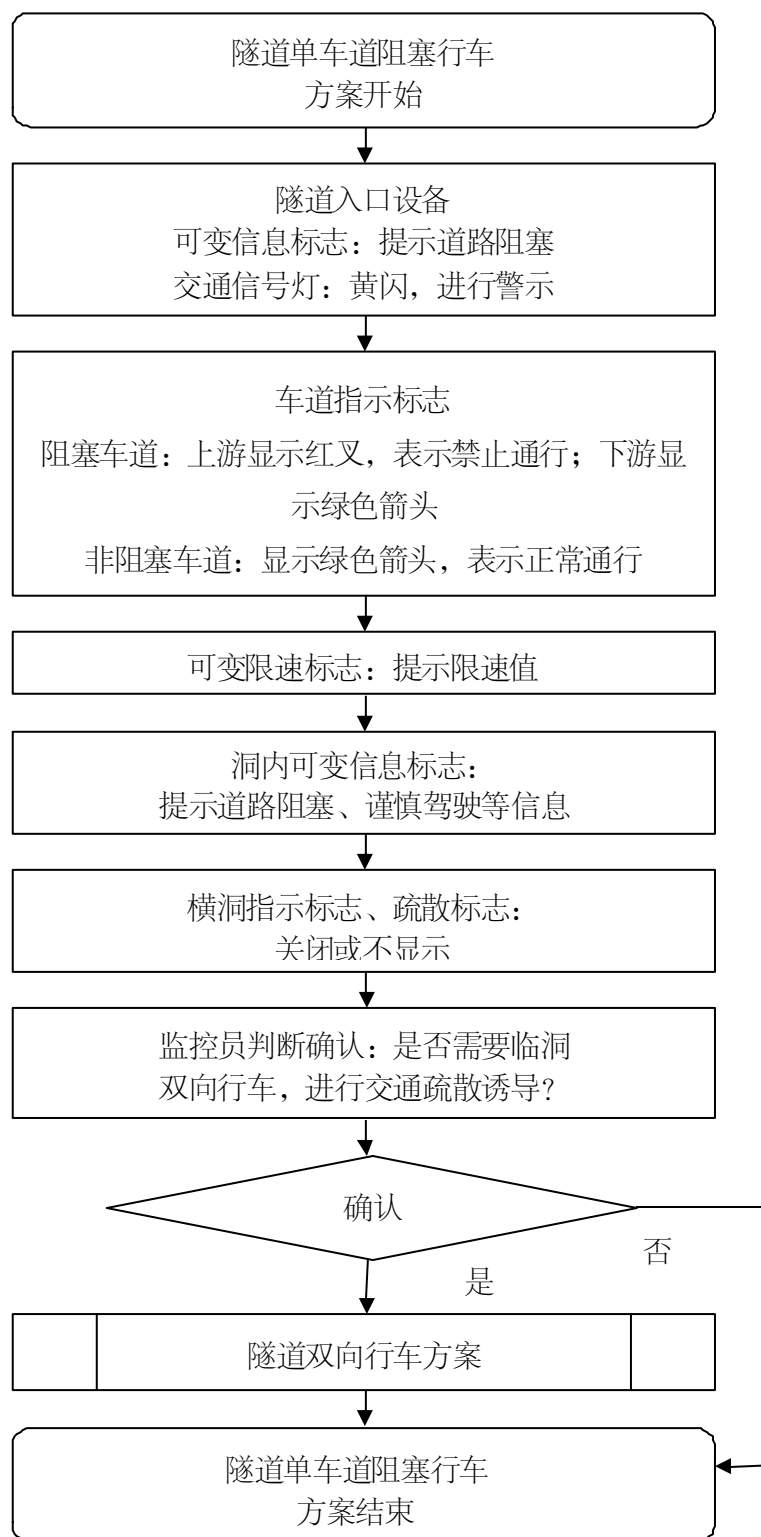 隧道单车道阻塞行车
方案开始
隧道入口设备
可变信息标志：提示道路阻塞
交通信号灯：黄闪，进行警示
车道指示标志
阻塞车道：上游显示红叉，表示禁止通行；下游显
示绿色箭头
非阻塞车道：显示绿色箭头，表示正常通行
可变限速标志：提示限速值
洞内可变信息标志：
提示道路阻塞、谨慎驾驶等信息
横洞指示标志、疏散标志：
关闭或不显示
监控员判断确认：是否需要临洞
双向行车，进行交通疏散诱导？
确认
否
是
隧道双向行车方案
隧道单车道阻塞行车
方案结束